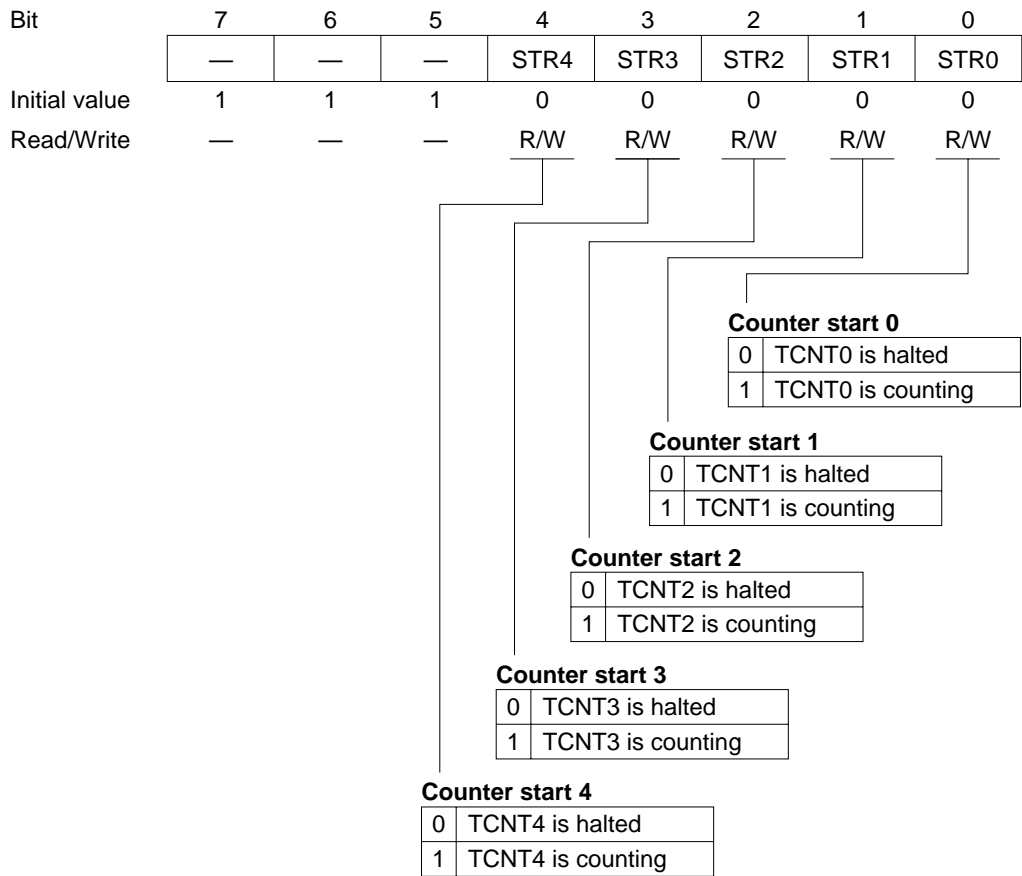 Bit 7 6 5 4 3 2 1 0
— — — STR4 STR3 STR2 STR1 STR0
Initial value 1 1 1 0 0 0 0 0
Read/Write — — — R/W R/W R/W R/W R/W
Counter start 0
0 TCNT0 is halted
1 TCNT0 is counting
Counter start 1
0 TCNT1 is halted
1 TCNT1 is counting
Counter start 2
0 TCNT2 is halted
1 TCNT2 is counting
Counter start 3
0 TCNT3 is halted
1 TCNT3 is counting
Counter start 4
0 TCNT4 is halted
1 TCNT4 is counting